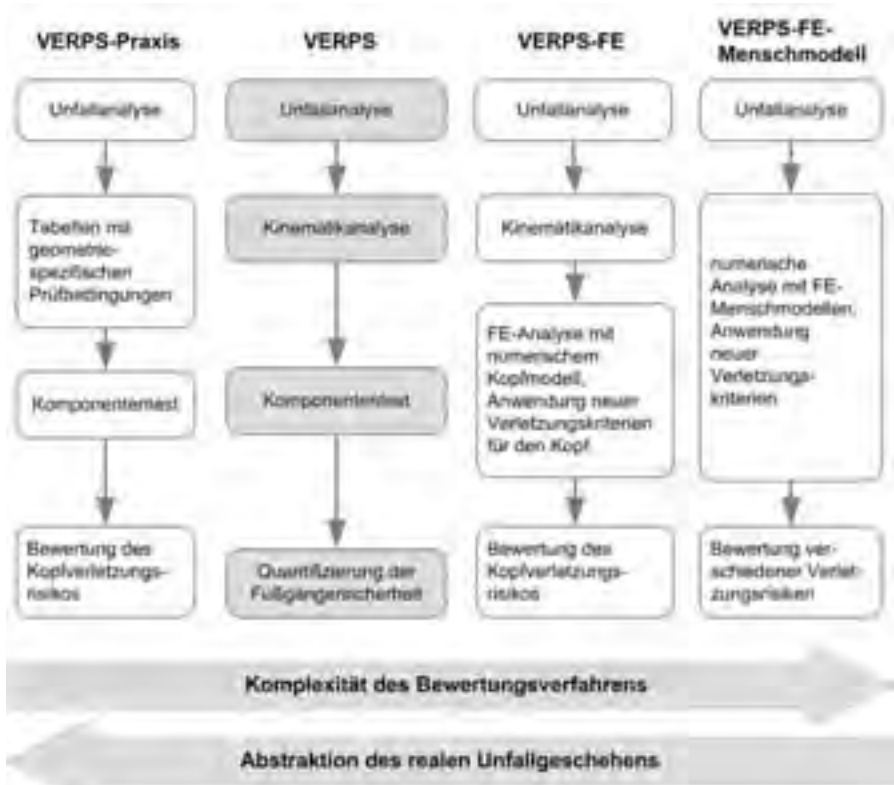 VERPS-Praxis
Unfallanalyse
Tabellen mit
geometrie-
spezifischen
Prüfbedingungen
Komponententest
Bewertung des
Kopfverletzungs-
risikos
VERPS
Unfallanalyse
Kinematikanalyse
Komponententest
Quantifizierung der
Fußgängersicherheit
VERPS-FE
Unfallanalyse
Kinematikanalyse
FE-Analyse mit
numerischem
Kopfmodell,
Anwendung neuer
Verletzungskriterien
für den Kopf
Bewertung des
Kopfverletzungs-
risikos
VERPS-FE-
Menschmodell
Unfallanalyse
numerische
Analyse mit FE-
Menschmodellen,
Anwendung
neuer
Verletzungs-
kriterien
Bewertung ver-
schiedener Verlet-
zungsrisiken
Komplexität des Bewertungsverfahrens
Abstraktion des realen Unfallgeschehens